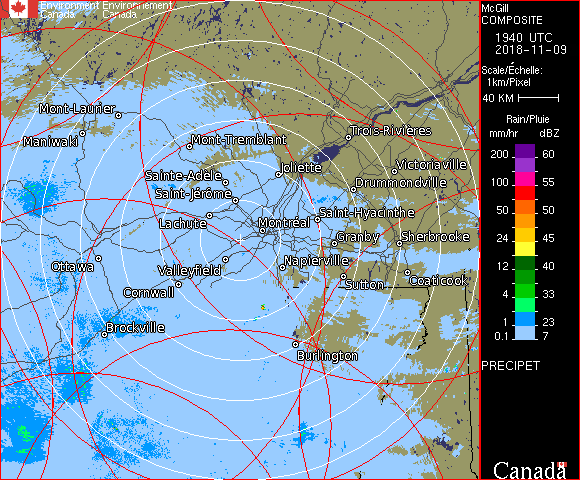 Environment Environnement
Canada Canada
McGill
COMPOSITE
1940 UTC
2018-11-09
Scale/Échelle:
1km/Pixel
40 KM
Rain/Pluie
mm/hr dBZ
200 60
100 55
50 50
24 45
12 40
4 33
1 23
0.1 7
PRECIPET
Canada
Mont-Laurier
Maniwaki
Mont-Tremblant
Trois-Rivières
Sainte-Adèle
Joliette
Victoriaville
Saint-Jérôme
Drummondville
Lachute
Montréal
Saint-Hyacinthe
Granby
Sherbrooke
Ottawa
Valleyfield
Napierville
Cornwall
Sutton
Coaticook
Brockville
Burlington